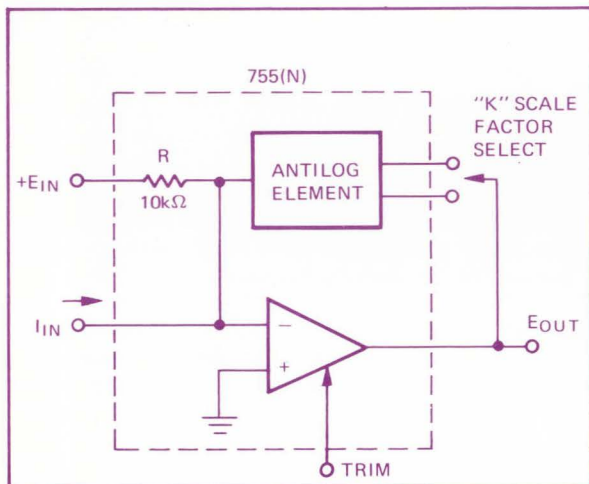 755(N)
"K" SCALE
FACTOR
SELECT
R
+EIN
10kΩ
ANTILOG
ELEMENT
IIN
−
+
EOUT
TRIM